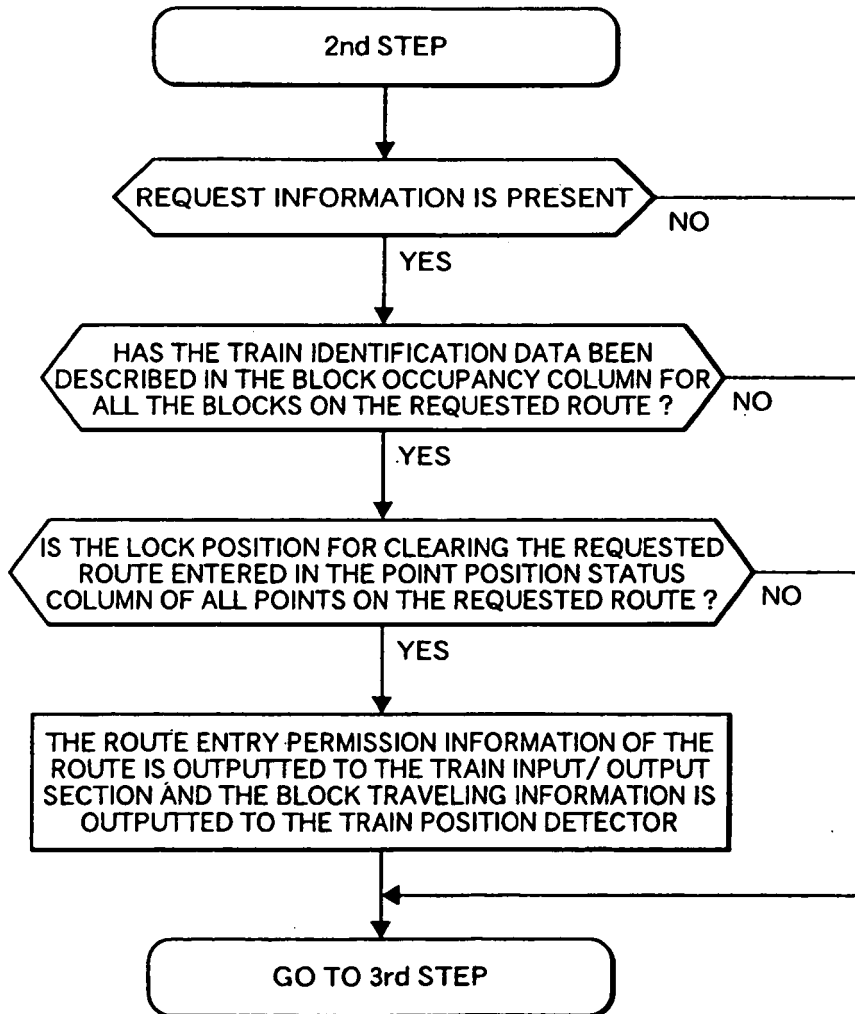 2nd STEP
REQUEST INFORMATION IS PRESENT
NO
YES
HAS THE TRAIN IDENTIFICATION DATA BEEN
DESCRIBED IN THE BLOCK OCCUPANCY COLUMN FOR
ALL THE BLOCKS ON THE REQUESTED ROUTE ?
NO
YES
IS THE LOCK POSITION FOR CLEARING THE REQUESTED
ROUTE ENTERED IN THE POINT POSITION STATUS
COLUMN OF ALL POINTS ON THE REQUESTED ROUTE ?
NO
YES
THE ROUTE ENTRY PERMISSION INFORMATION OF THE
ROUTE IS OUTPUTTED TO THE TRAIN INPUT/ OUTPUT
SECTION AND THE BLOCK TRAVELING INFORMATION IS
OUTPUTTED TO THE TRAIN POSITION DETECTOR
GO TO 3rd STEP